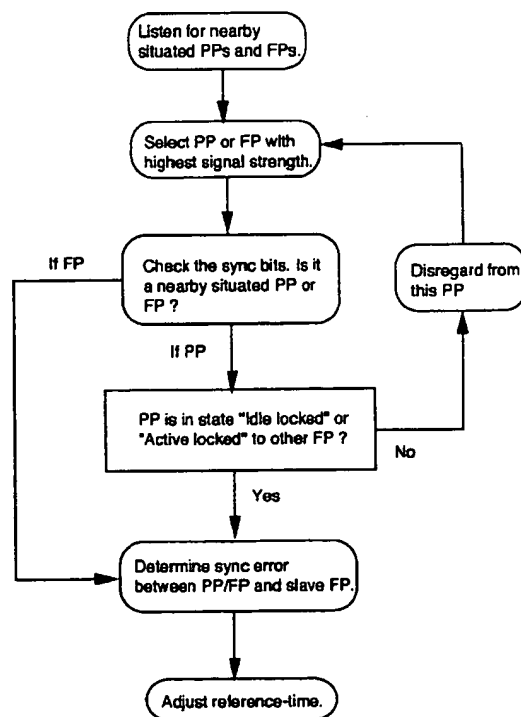 Listen for nearby
situated PPs and FPs.
Select PP or FP with
highest signal strength.
If FP
Check the sync bits. Is it
a nearby situated PP or
FP ?
Disregard from
this PP
If PP
PP is in state "Idle locked" or
"Active locked" to other FP ?
No
Yes
Determine sync error
between PP/FP and slave FP.
Adjust reference-time.